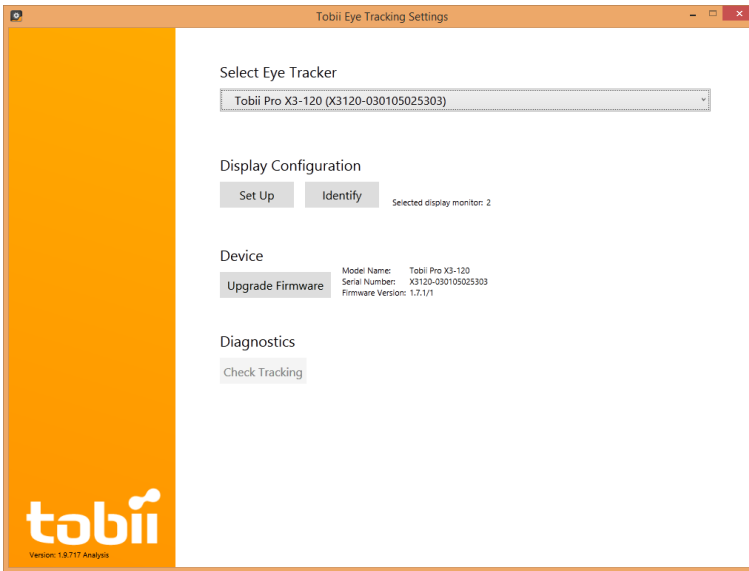 Tobii Eye Tracking Settings
Select Eye Tracker
Tobii Pro X3-120 (X3120-030105025303)
Display Configuration
Set Up Identify Selected display monitor: 2
Device
Upgrade Firmware
Model Name: Tobii Pro X3-120
Serial Number: X3120-030105025303
Firmware Version: 1.7.1/1
Diagnostics
Check Tracking
tobii
Version: 1.9.717 Analysis